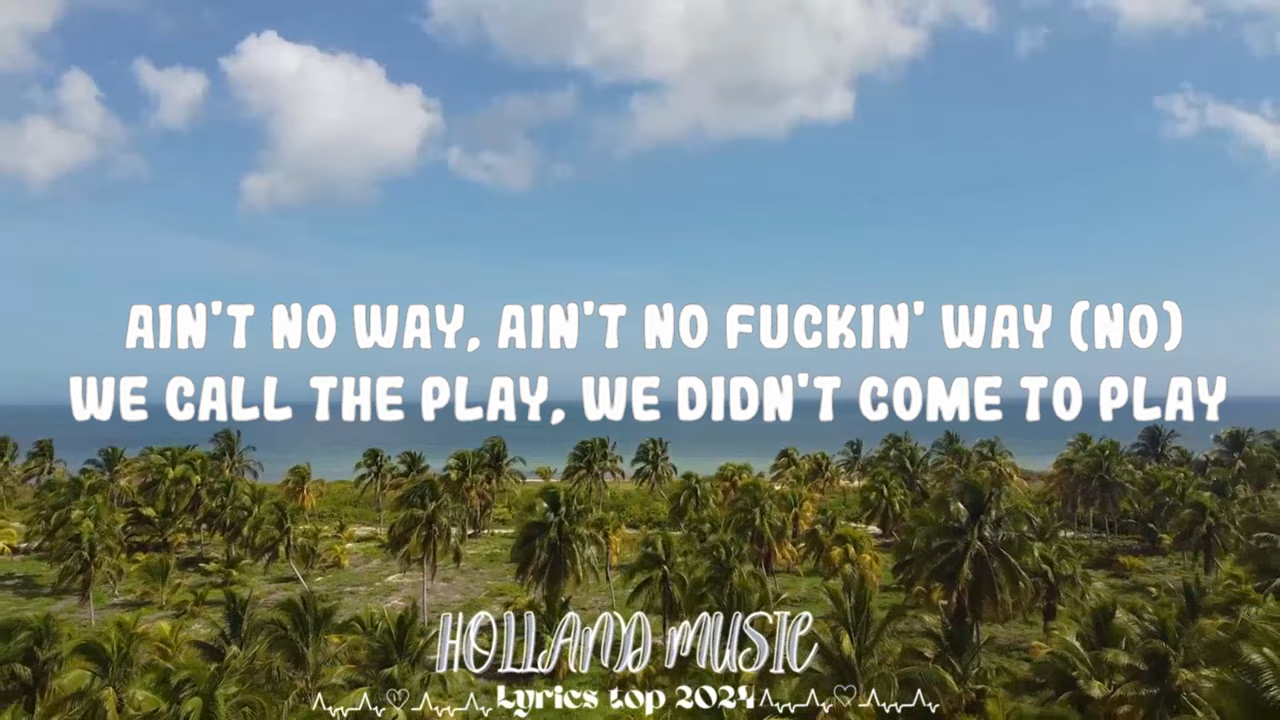 AIN'T NO WAY, AIN'T NO FUCKIN' WAY (NO)
WE CALL THE PLAY, WE DIDN'T COME TO PLAY
HOLLAND MUSIC
Lyrics top 2024